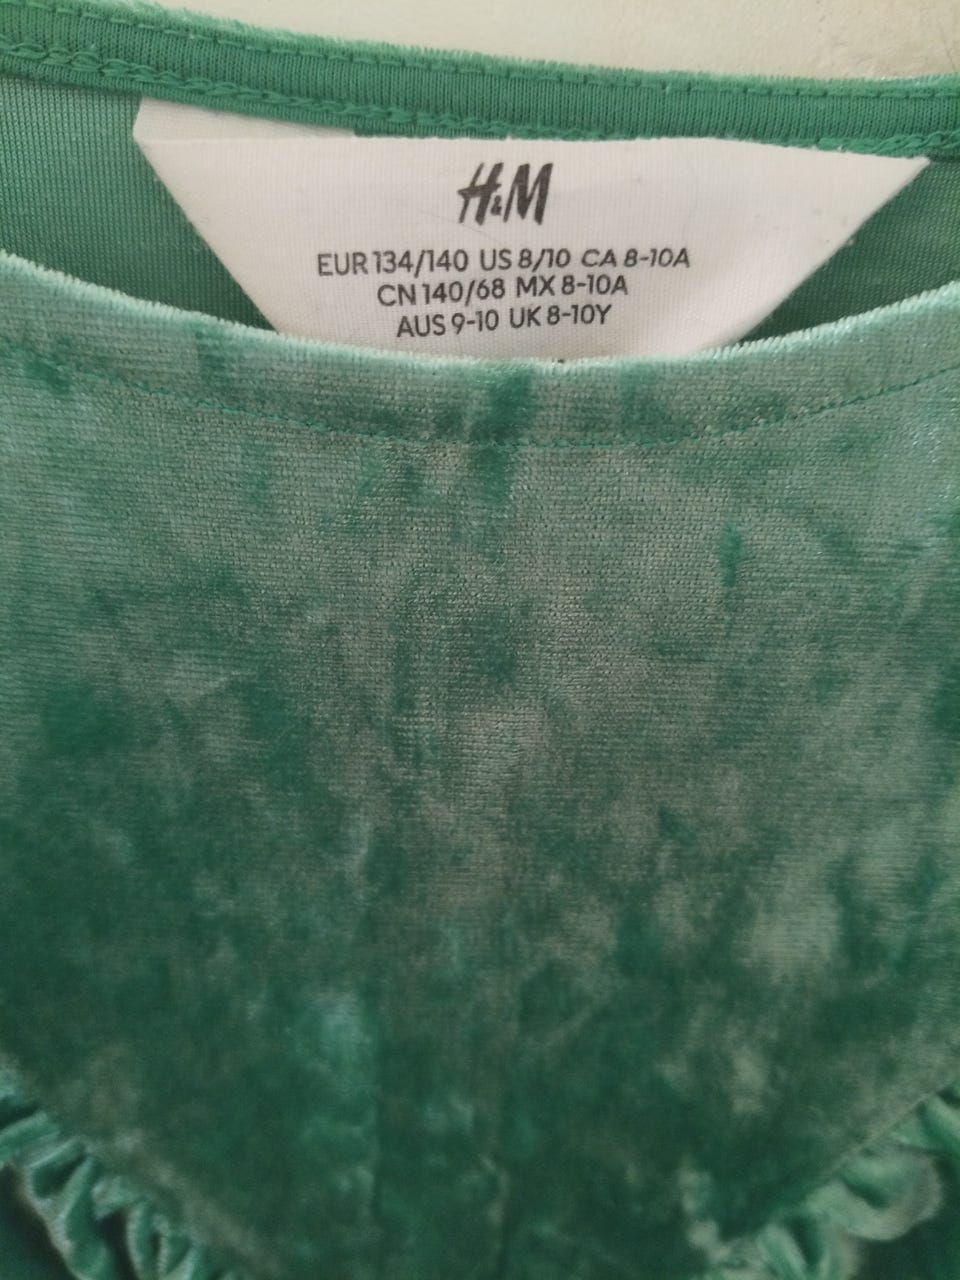 H&M
EUR 134/140 US 8/10 CA 8-10A
CN 140/68 MX 8-10A
AUS 9-10 UK 8-10Y